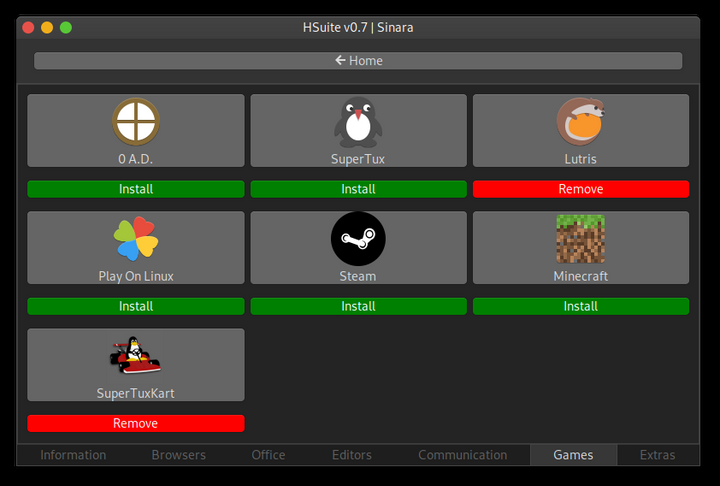 HSuite v0.7 | Sinara
← Home
0 A.D. SuperTux Lutris
Install Install Remove
Play On Linux Steam Minecraft
Install Install Install
SuperTuxKart
Remove
Information Browsers Office Editors Communication Games Extras